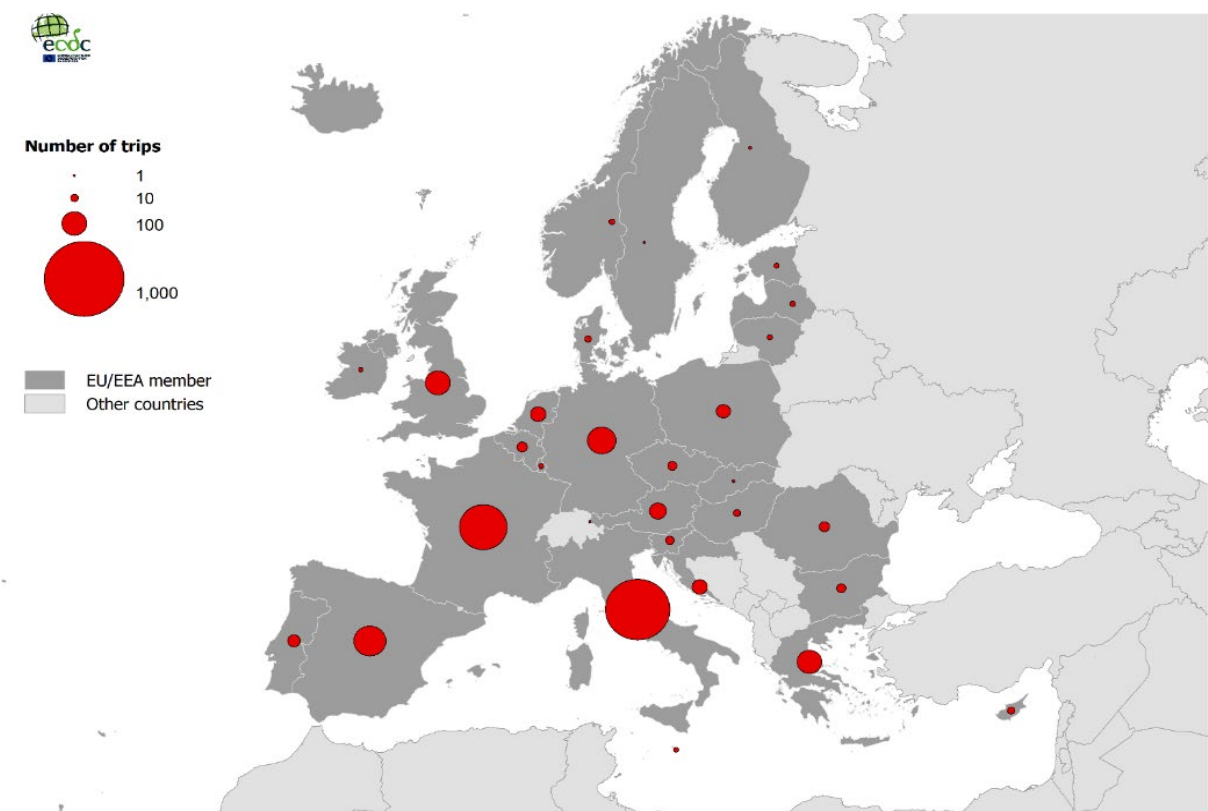 ecdc
Number of trips
1
10
100
1,000
EU/EEA member
Other countries